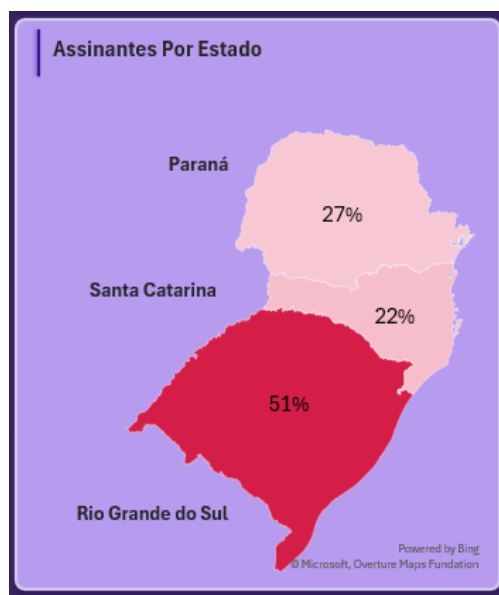 Assinantes Por Estado
Paraná
27%
Santa Catarina
22%
51%
Rio Grande do Sul
Powered by Bing
© Microsoft, Overture Maps Fundation